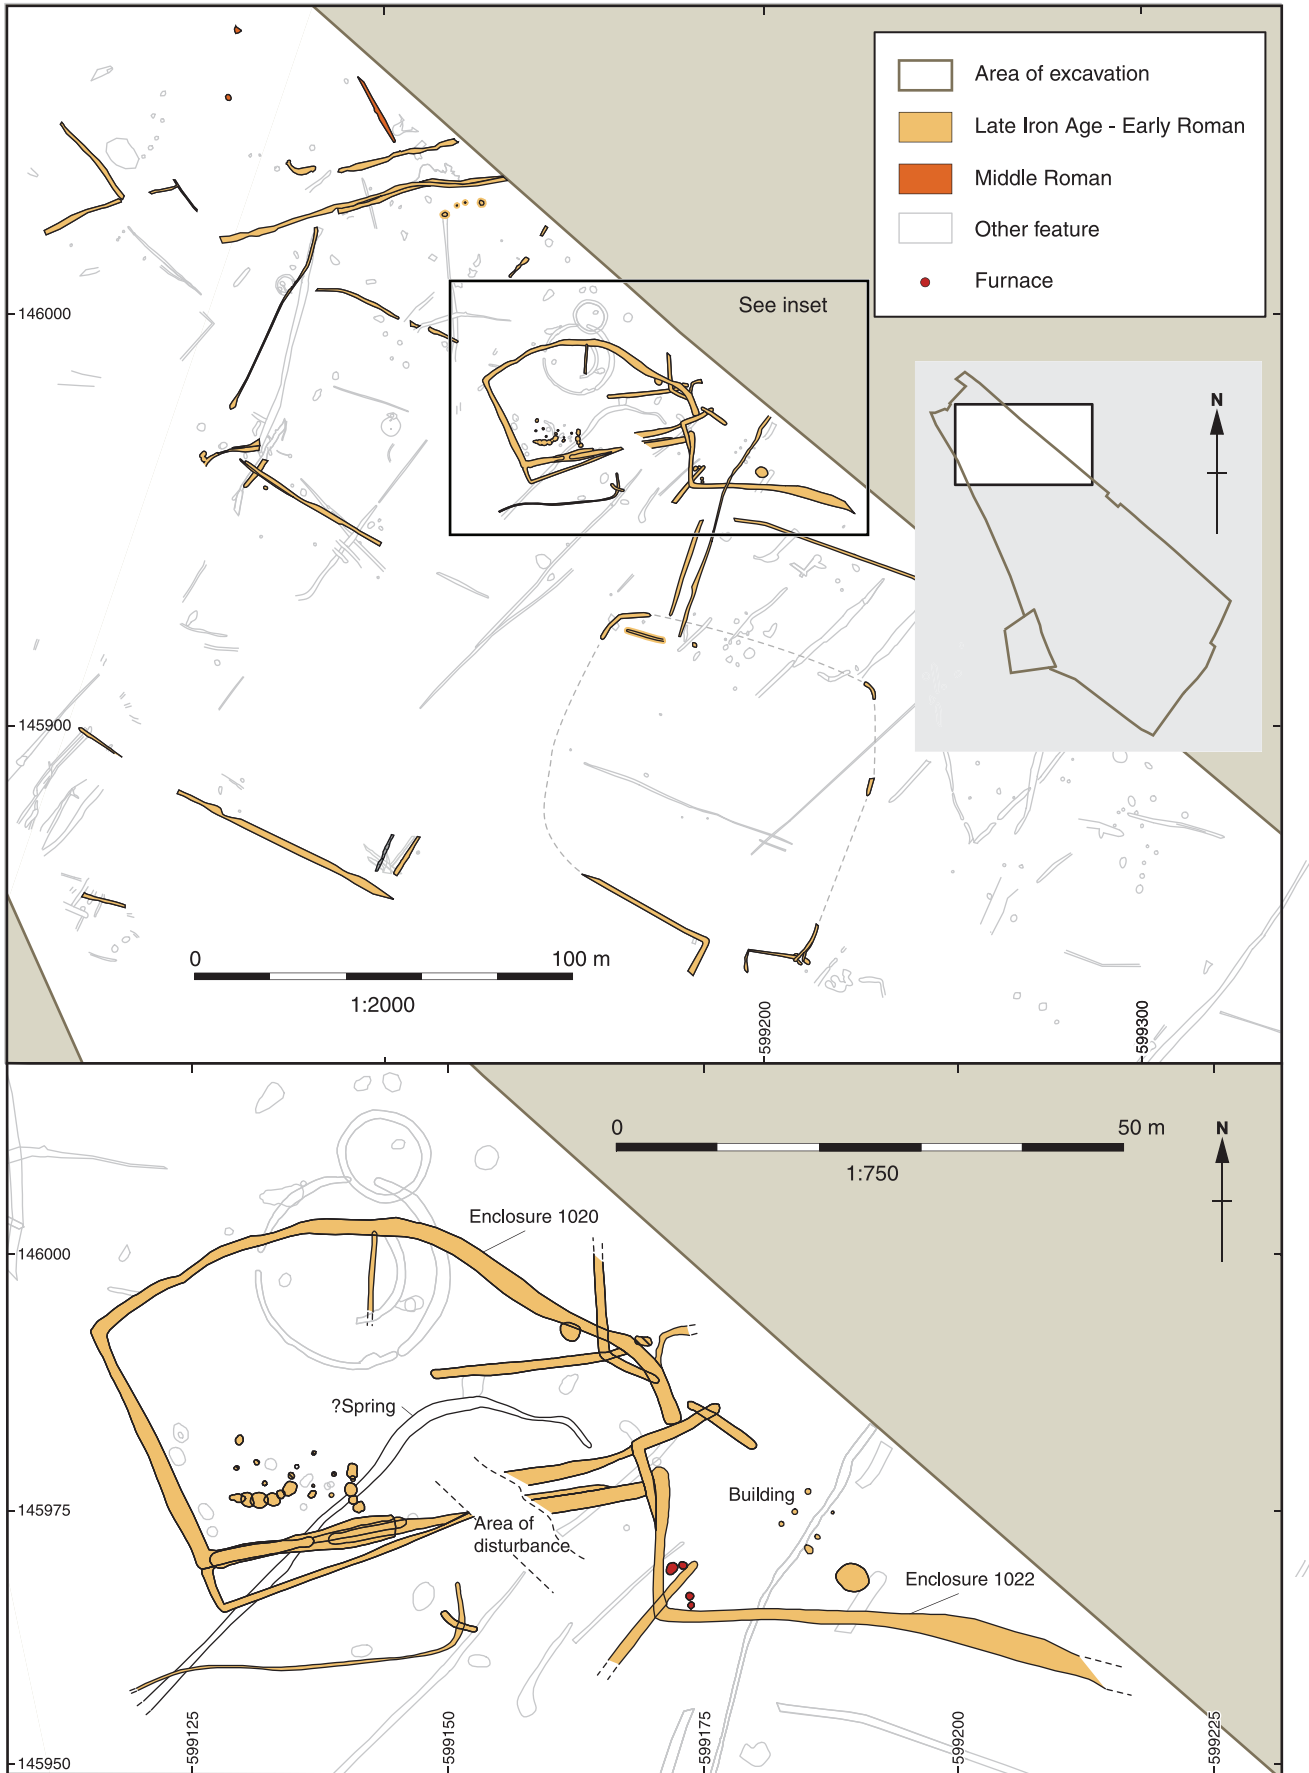 Area of excavation
Late Iron Age - Early Roman
Middle Roman
Other feature
Furnace
See inset
146000
N
145900
0
100 m
1:2000
599200
599300
0
50 m
1:750
N
Enclosure 1020
146000
?Spring
Building
145975
Area of
disturbance
Enclosure 1022
599125
599150
599175
599200
599225
145950